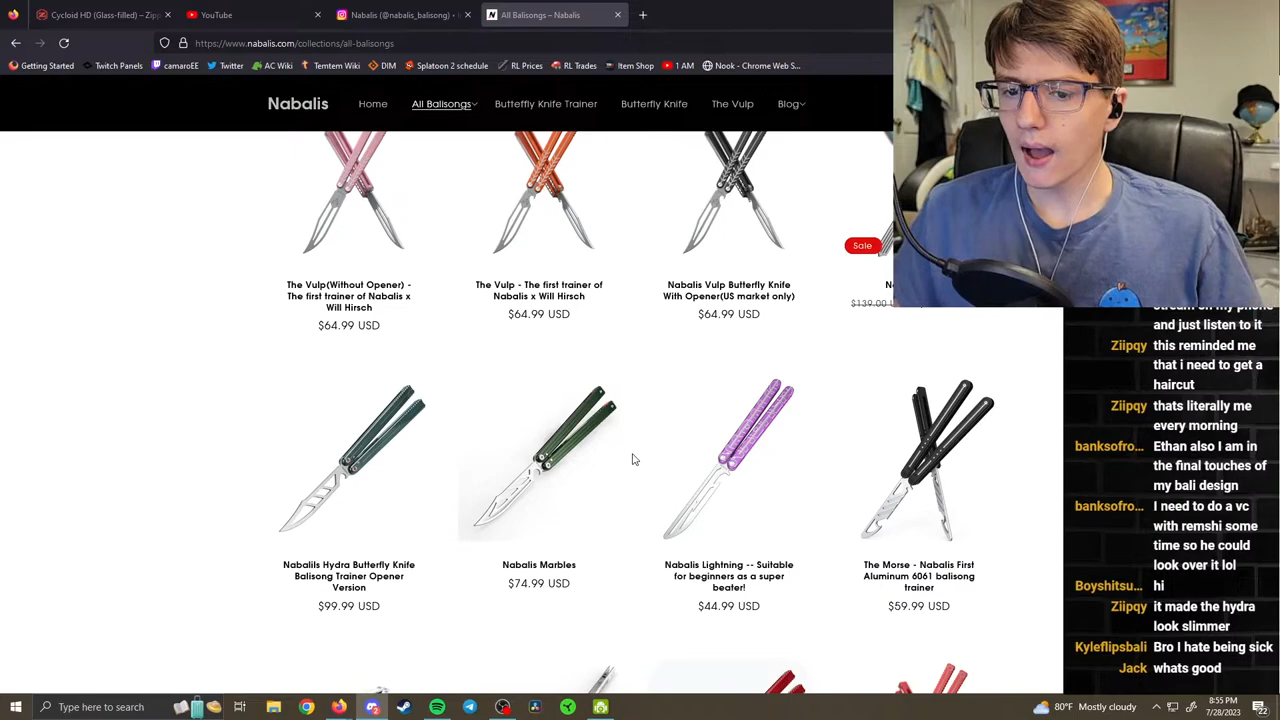 Cycloid HD (Glass-filled) – Zipp
YouTube
Nabalis (@nabalis_balisong) •
All Balisongs – Nabalis
https://www.nabalis.com/collections/all-balisongs
Getting Started
Twitch Panels
camaroEE
Twitter
AC Wiki
Temtem Wiki
DIM
Splatoon 2 schedule
RL Prices
RL Trades
Item Shop
1 AM
Nook - Chrome Web S...
Nabalis
Home
All Balisongs
Butteffly Knife Trainer
Butterfly Knife
The Vulp
Blog
The Vulp(Without Opener) -
The first trainer of Nabalis x
Will Hirsch
$64.99 USD
The Vulp - The first trainer of
Nabalis x Will Hirsch
$64.99 USD
Nabalis Vulp Butterfly Knife
With Opener(US market only)
$64.99 USD
Sale
$139.00
Nabalils Hydra Butterfly Knife
Balisong Trainer Opener
Version
$99.99 USD
Nabalis Marbles
$74.99 USD
Nabalis Lightning -- Suitable
for beginners as a super
beater!
$44.99 USD
The Morse - Nabalis First
Aluminum 6061 balisong
trainer
$59.99 USD
stream on my phone
and just listen to it
Ziipqy this reminded me
that i need to get a
haircut
Ziipqy thats literally me
every morning
banksofro... Ethan also I am in
the final touches of
my bali design
banksofro... I need to do a vc
with remshi some
time so he could
look over it lol
Boyshitsu... hi
Ziipqy it made the hydra
look slimmer
Kyleflipsbali Bro I hate being sick
Jack whats good
Type here to search
80°F Mostly cloudy
8:55 PM
7/28/2023
22